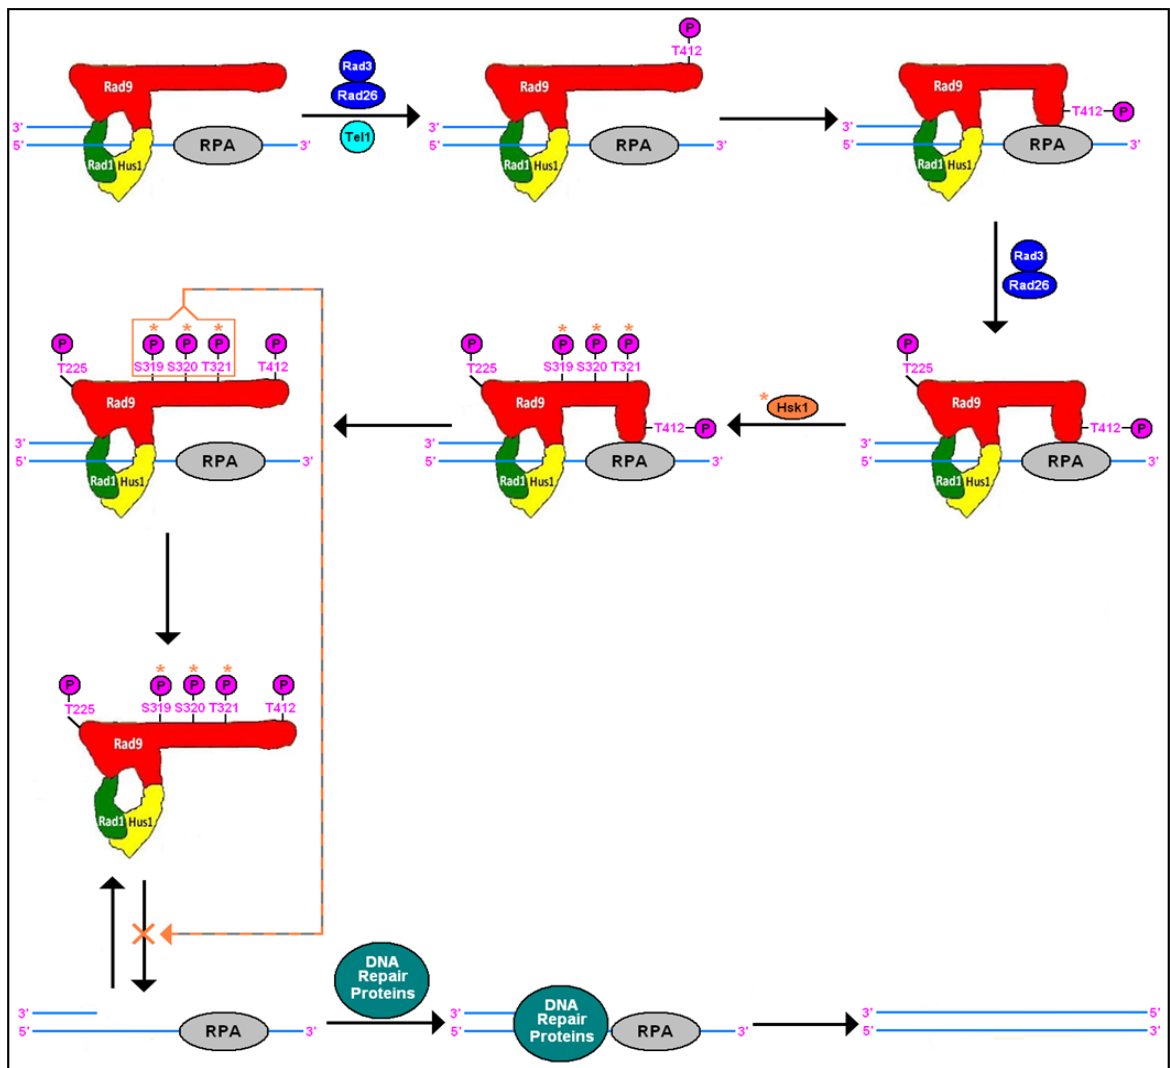 P
T412
Rad9
3'
5'
Rad1
Hus1
RPA
3'
Rad3
Rad26
Tel1
Rad9
3'
5'
Rad1
Hus1
RPA
3'
Rad9
T412
P
3'
5'
Rad1
Hus1
RPA
3'
Rad3
Rad26
P
T225
* * *
P P P
S319 S320 T321
P
T412
Rad9
3'
5'
Rad1
Hus1
RPA
3'
P
T225
* * *
P P P
S319 S320 T321
Rad9
T412
P
3'
5'
Rad1
Hus1
RPA
3'
* Hsk1
P
T225
Rad9
T412
P
3'
5'
Rad1
Hus1
RPA
3'
P
T225
* * *
P P P
S319 S320 T321
P
T412
Rad9
Rad1
Hus1
3'
5'
RPA
3'
DNA
Repair
Proteins
3'
5'
DNA
Repair
Proteins
RPA
3'
3'
5'
5'
3'